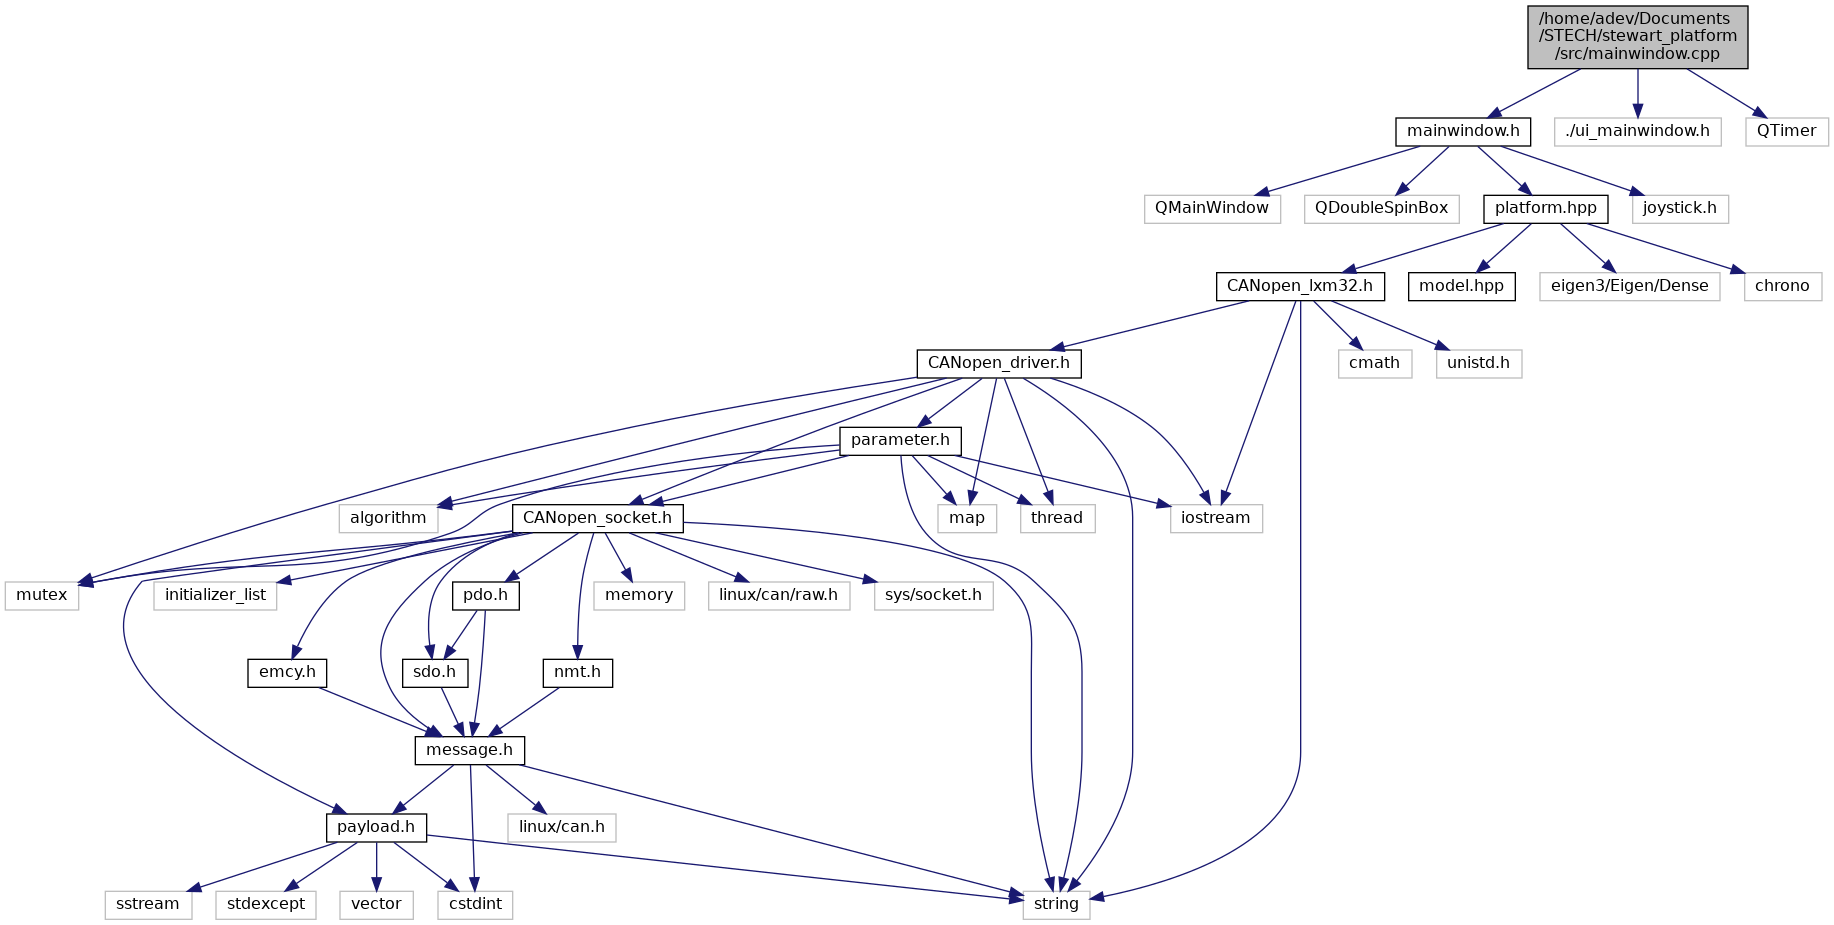 /home/adev/Documents
/STECH/stewart_platform
/src/mainwindow.cpp
mainwindow.h
./ui_mainwindow.h
QTimer
QMainWindow
QDoubleSpinBox
platform.hpp
joystick.h
CANopen_lxm32.h
model.hpp
eigen3/Eigen/Dense
chrono
CANopen_driver.h
cmath
unistd.h
parameter.h
algorithm
CANopen_socket.h
map
thread
iostream
mutex
initializer_list
pdo.h
memory
linux/can/raw.h
sys/socket.h
emcy.h
sdo.h
nmt.h
message.h
payload.h
linux/can.h
sstream
stdexcept
vector
cstdint
string